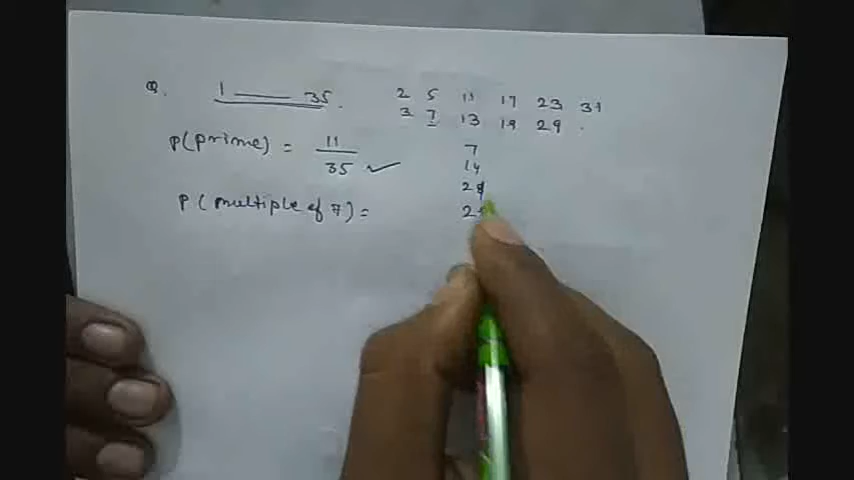 Q. 1 — 35. 2 5 11 17 23 31
3 7 13 19 29 .
P(prime) = 11/35 ✓
7
14
P(multiple of 7) =